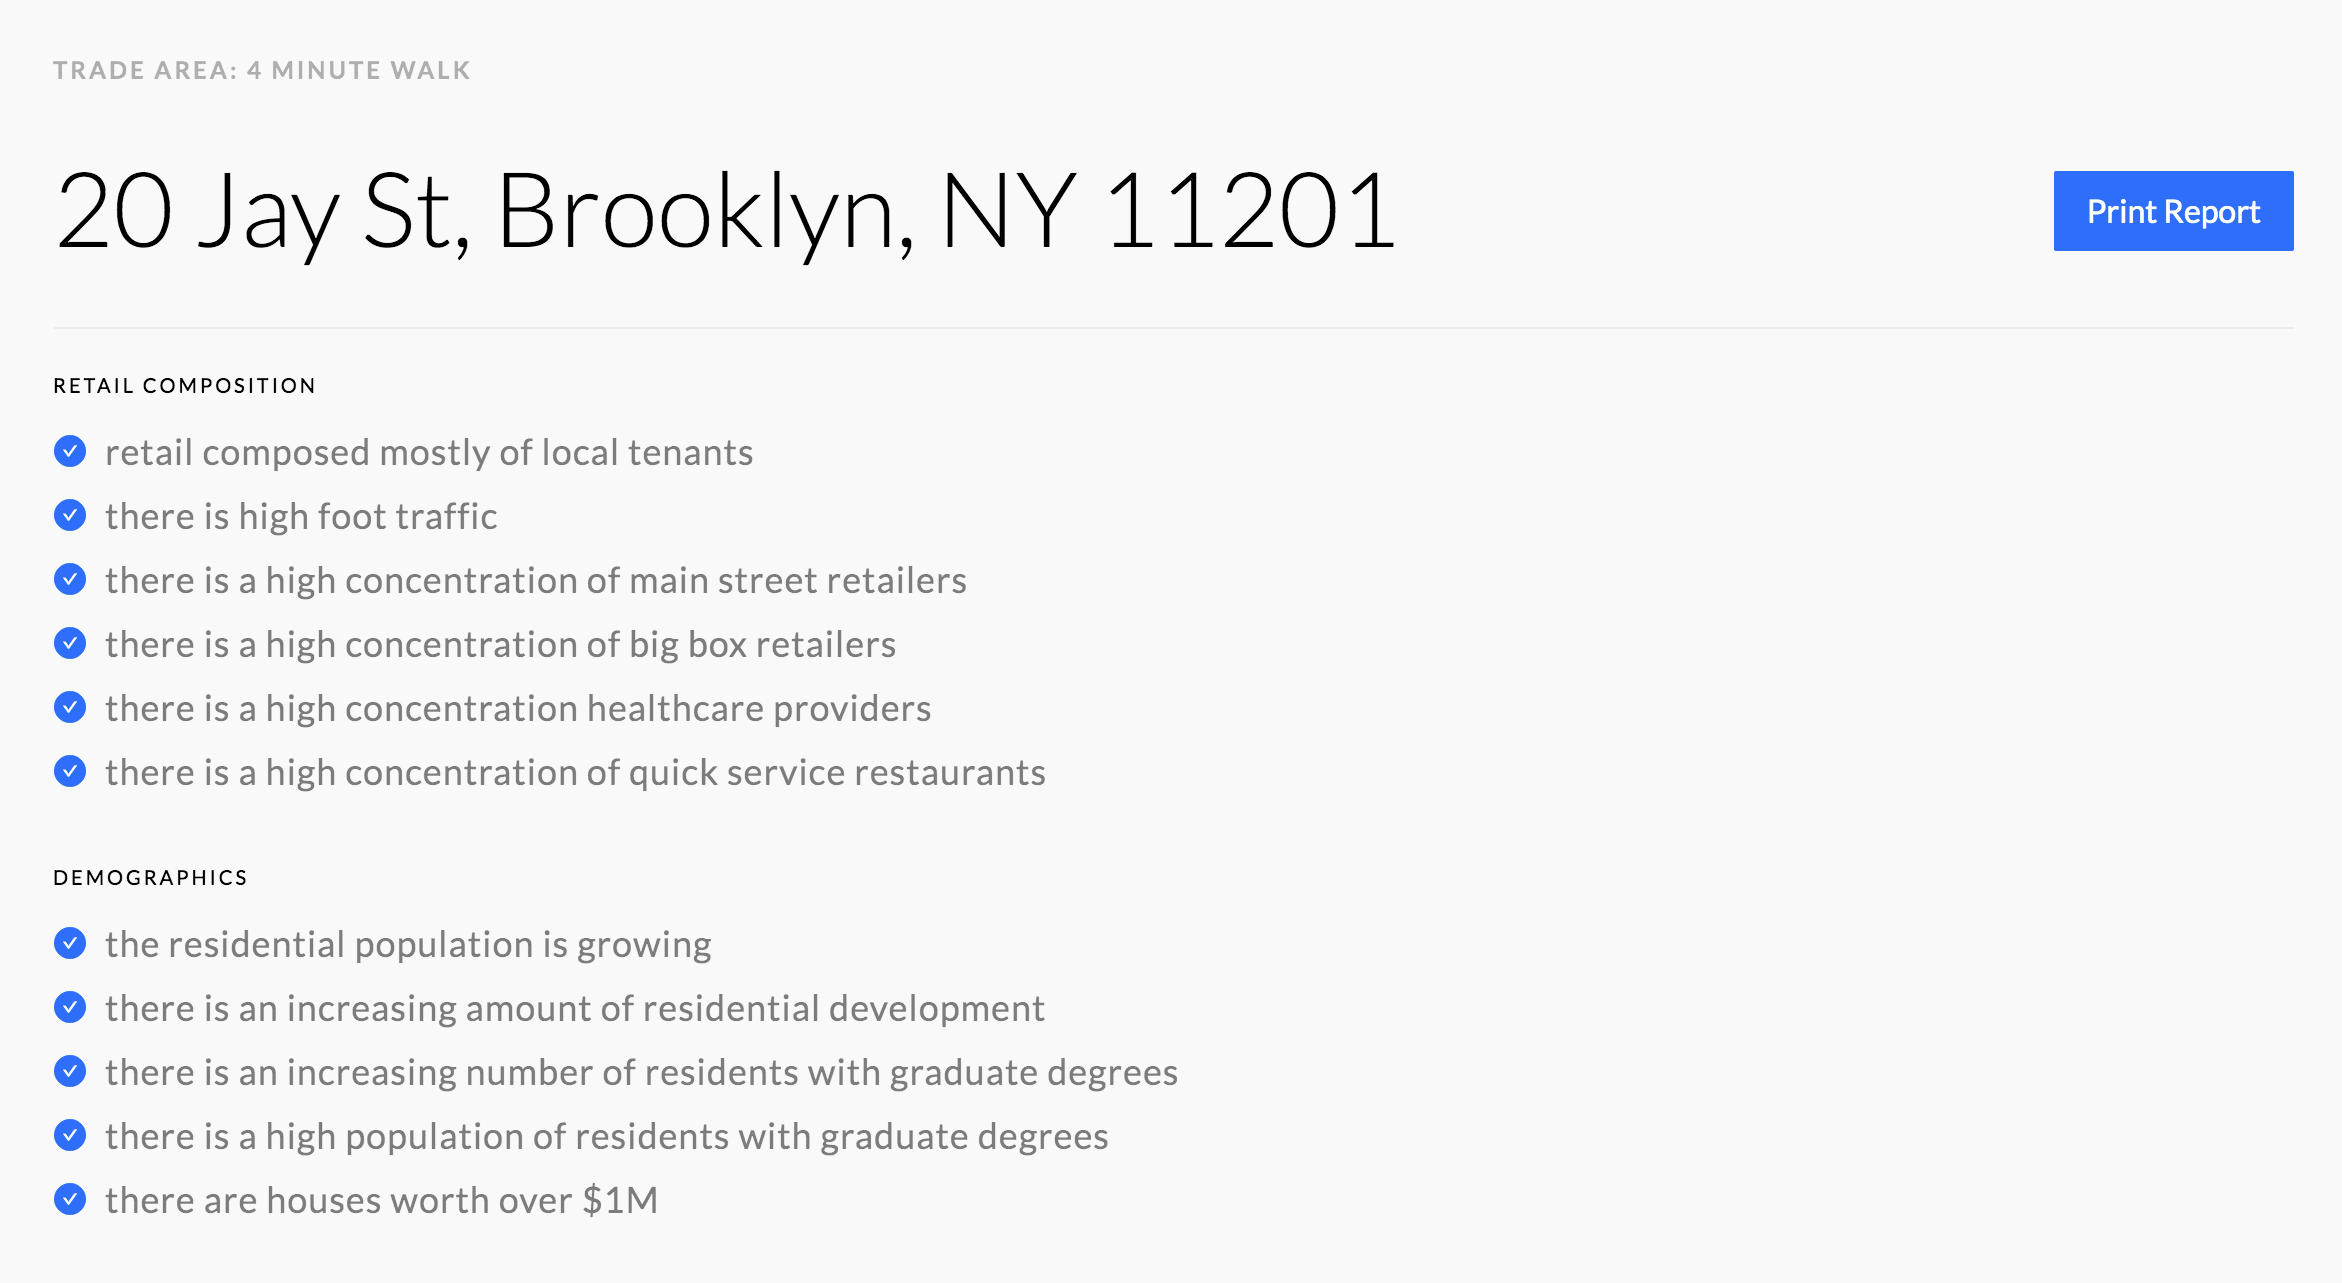 TRADE AREA: 4 MINUTE WALK
20 Jay St, Brooklyn, NY 11201
Print Report
RETAIL COMPOSITION
retail composed mostly of local tenants
there is high foot traffic
there is a high concentration of main street retailers
there is a high concentration of big box retailers
there is a high concentration healthcare providers
there is a high concentration of quick service restaurants
DEMOGRAPHICS
the residential population is growing
there is an increasing amount of residential development
there is an increasing number of residents with graduate degrees
there is a high population of residents with graduate degrees
there are houses worth over $1M